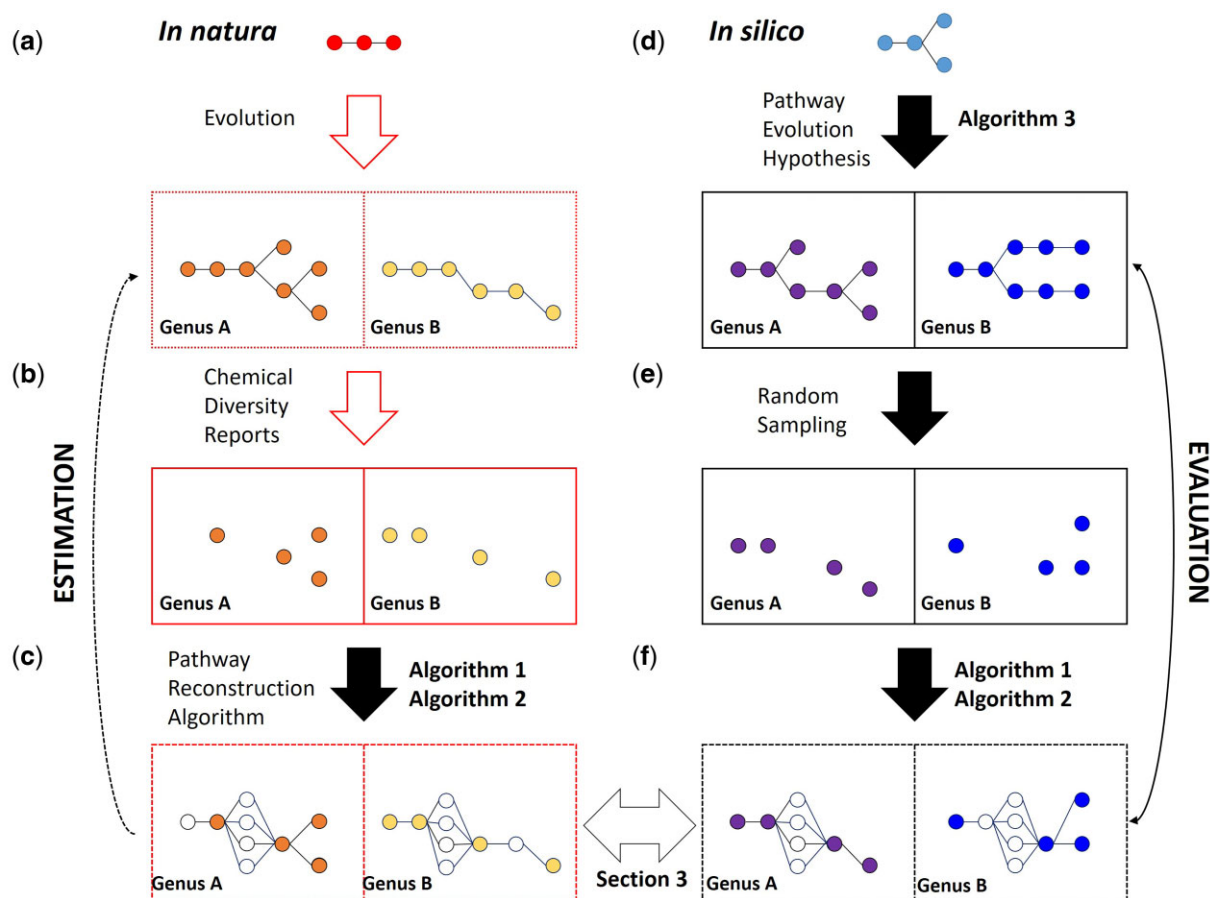 (a)
In natura
Evolution
Genus A
Genus B
(b)
Chemical
Diversity
Reports
Genus A
Genus B
(c)
Pathway
Reconstruction
Algorithm
Algorithm 1
Algorithm 2
Genus A
Genus B
ESTIMATION
Section 3
(d)
In silico
Pathway
Evolution
Hypothesis
Algorithm 3
Genus A
Genus B
(e)
Random
Sampling
Genus A
Genus B
(f)
Algorithm 1
Algorithm 2
Genus A
Genus B
EVALUATION